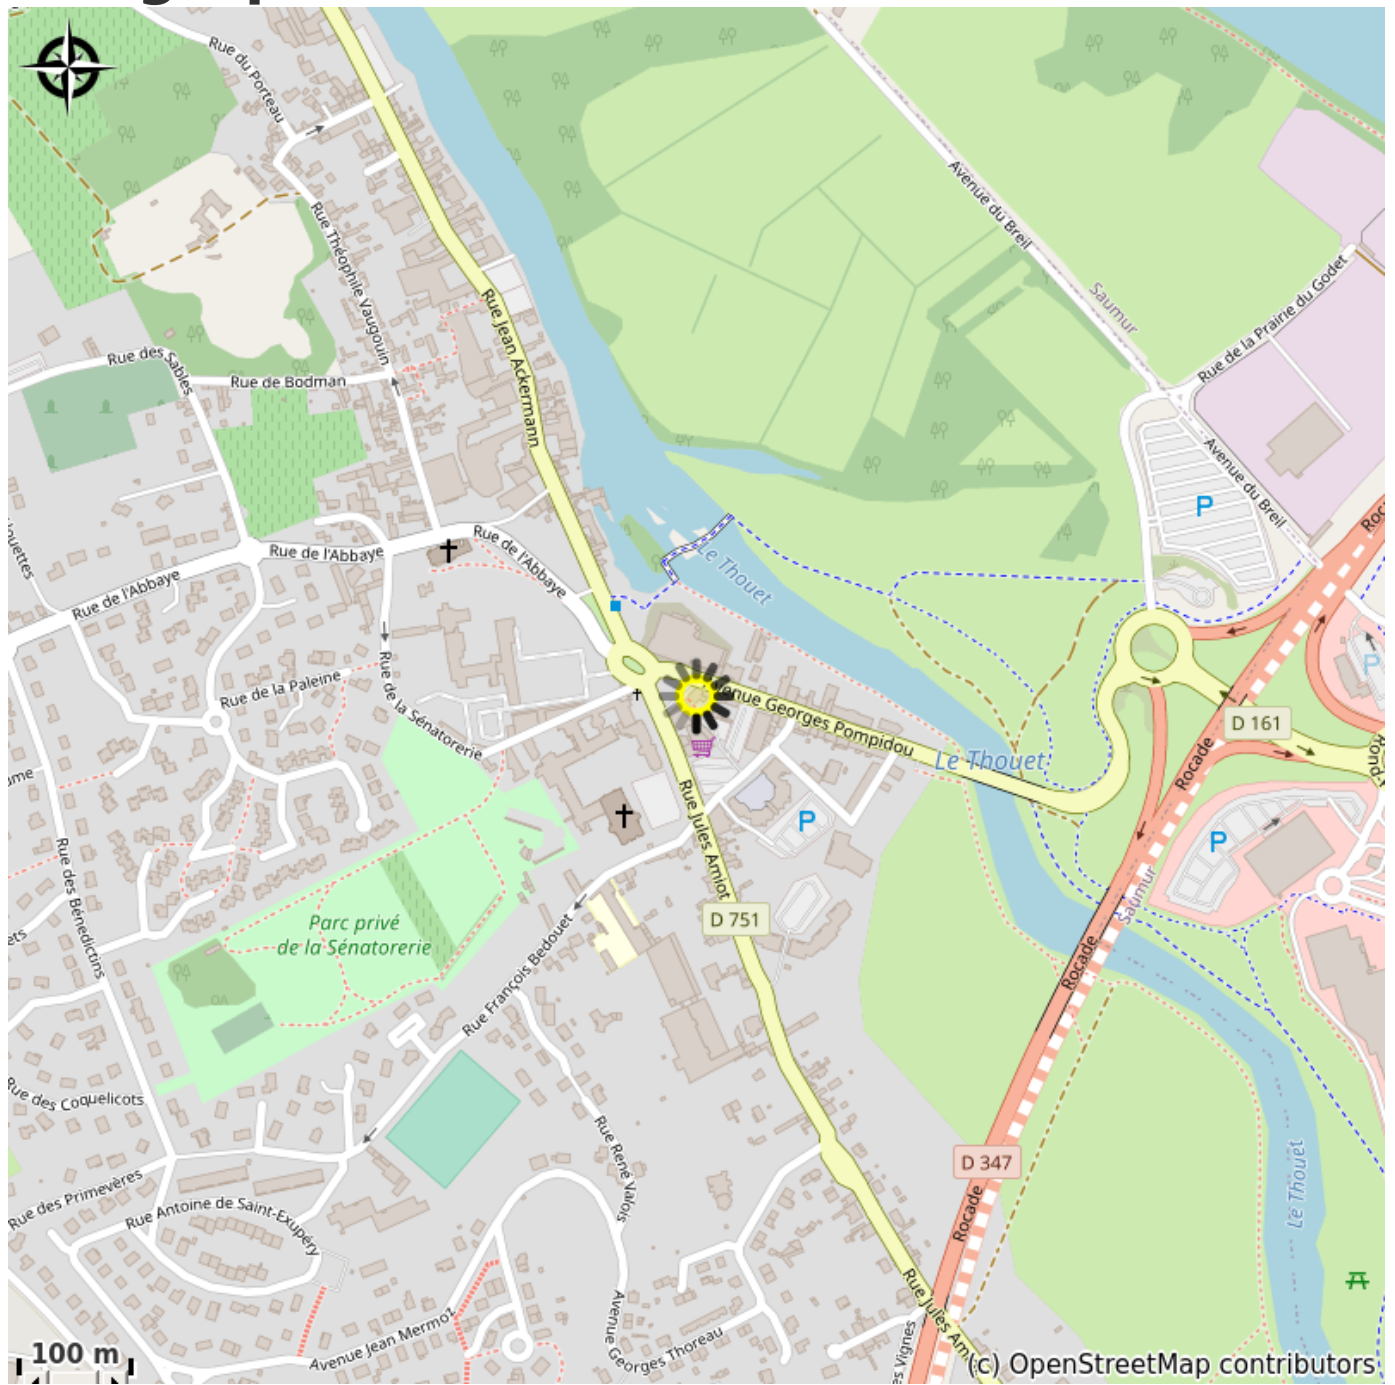 Rue du Porteau
Avenue du Breil
Rue Théophile Vaugouin
Saumur
Rue de la Prairie du Godet
Rue Jean Ackermann
Rue des Sables
Rue de Bodman
Avenue du Breil
P
Rue de l'Abbaye
Rue de l'Abbaye
Rue de l'Abbaye
Le Thouet
P
Rue de la Paleine
Rue de la Sénatorerie
enue Georges Pompidou
D 161
Le Thouet
Rocade
Rue Jules Amiot
P
P
Rue des Bénédictins
Parc privé
de la Sénatorerie
D 751
Saumur
Rocade
Rue François Bedouet
Rue des Coquelicots
Rue René Valois
D 347
Le Thouet
Rue des Primevères
Rue Antoine de Saint-Exupéry
Rocade
Avenue Jean Mermoz
Avenue Georges Thoreau
Rue Jules Am
es Vignes
100 m
(c) OpenStreetMap contributors